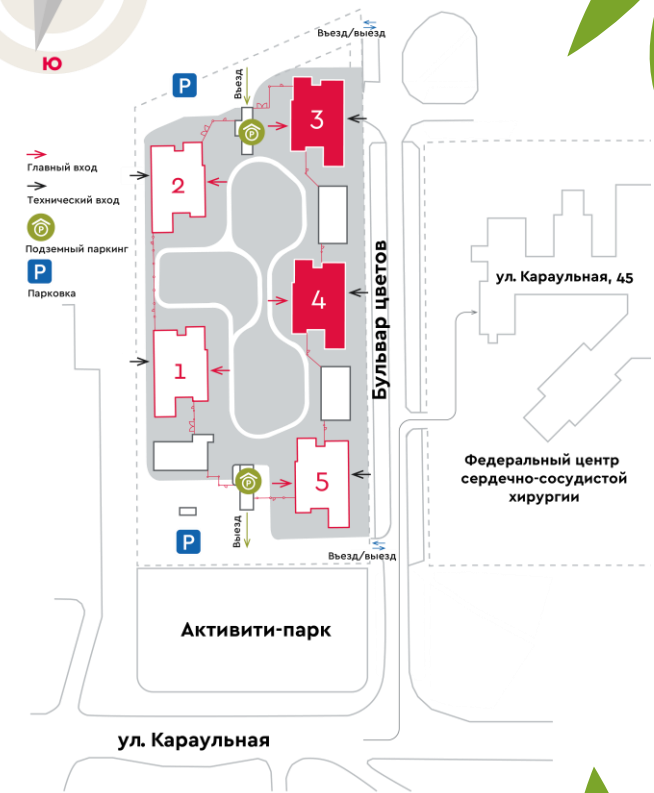 Въезд/выезд
Ю
P
Въезд
3
P
Главный вход
2
Технический вход
P
Подземный паркинг
P
Парковка
Бульвар цветов
ул. Караульная, 45
4
1
Федеральный центр
сердечно-сосудистой
хирургии
5
P
P
Выезд
Въезд/выезд
Активити-парк
ул. Караульная